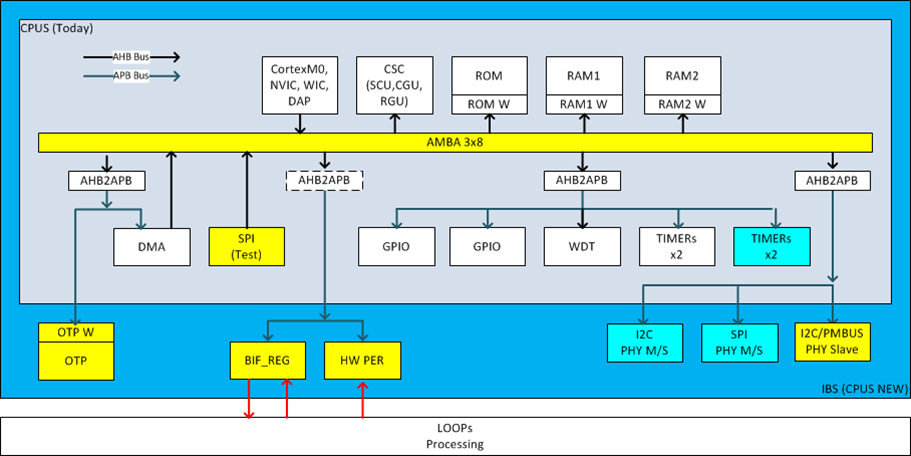 CPUS (Today)
AHB Bus
APB Bus
CortexM0,
NVIC, WIC,
DAP
CSC
(SCU,CGU,
RGU)
ROM
ROM W
RAM1
RAM1 W
RAM2
RAM2 W
AMBA 3x8
AHB2APB
AHB2APB
AHB2APB
AHB2APB
DMA
SPI
(Test)
GPIO
GPIO
WDT
TIMERs
x2
TIMERs
x2
OTP W
OTP
BIF_REG
HW PER
I2C
PHY M/S
SPI
PHY M/S
I2C/PMBUS
PHY Slave
IBS (CPUS NEW)
LOOPs
Processing